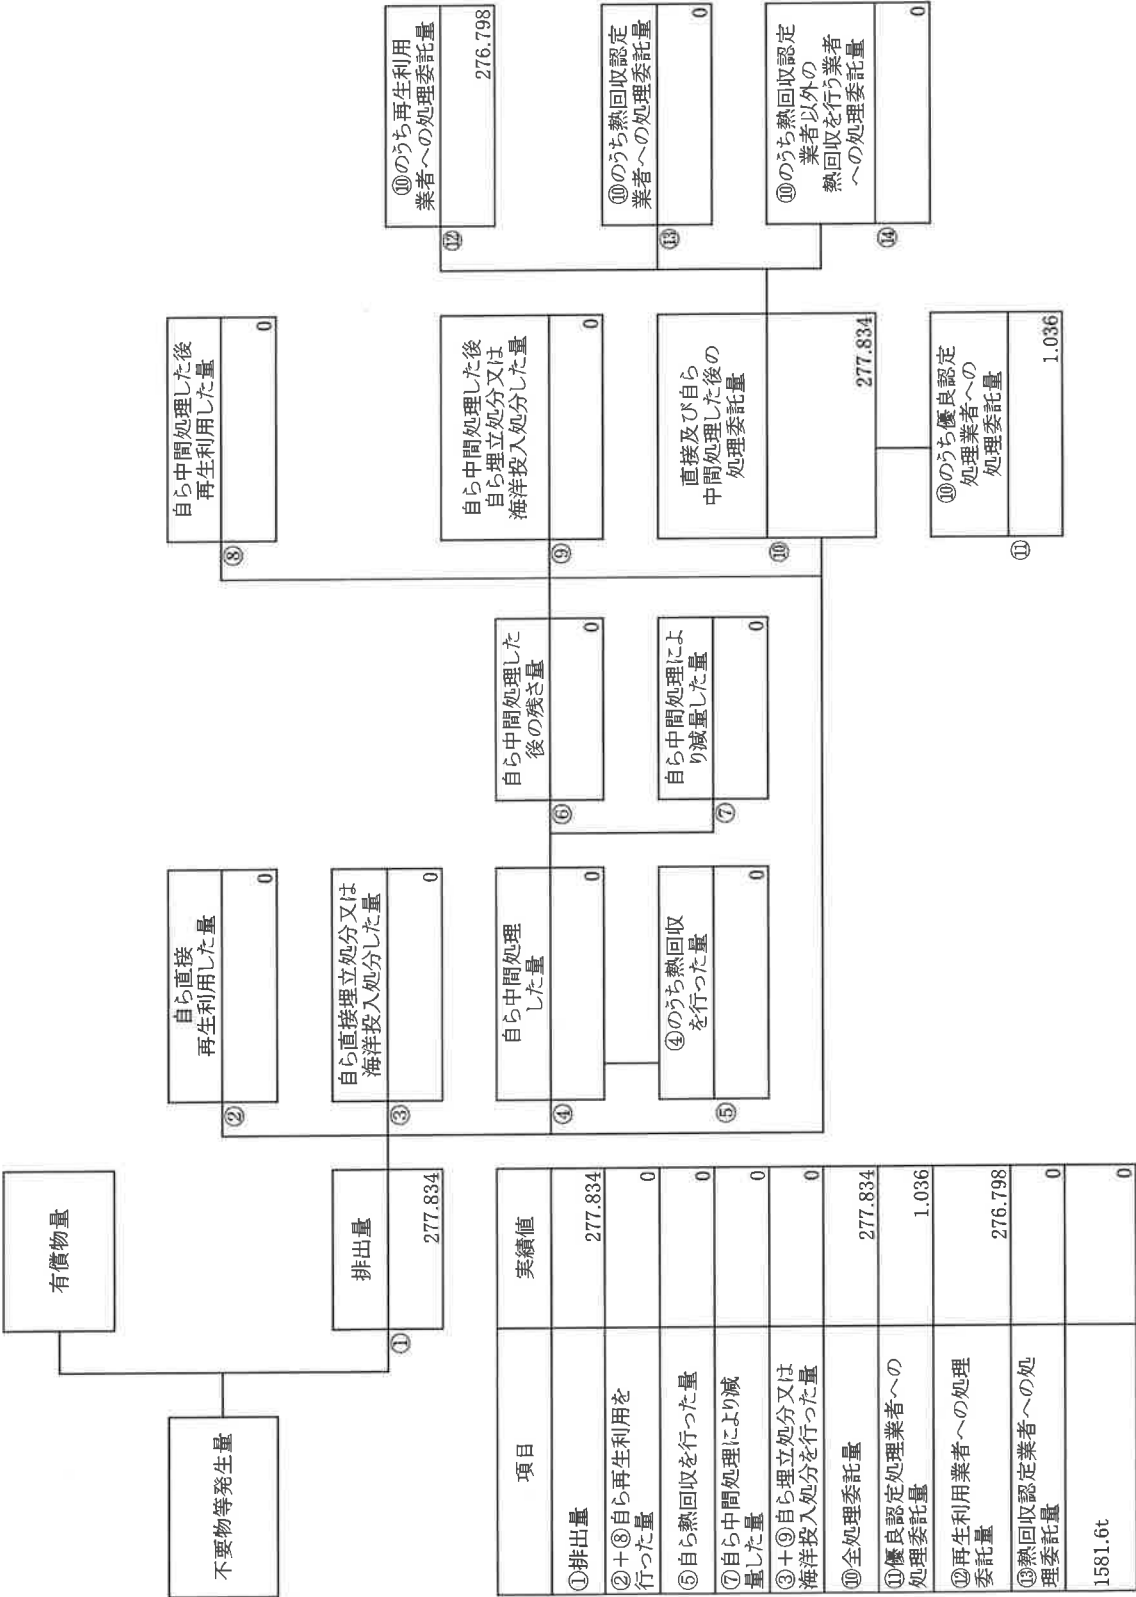 不要物等発生量
有償物量
①
排出量
277.834
②
自ら直接
再生利用した量
0
③
自ら直接埋立処分又は
海洋投入処分した量
0
④
自ら中間処理
した量
0
⑤
④のうち熱回収
を行った量
0
⑥
自ら中間処理した
後の残さ量
0
⑦
自ら中間処理によ
り減量した量
0
⑧
自ら中間処理した後
再生利用した量
0
⑨
自ら中間処理した後
自ら埋立処分又は
海洋投入処分した量
0
⑩
直接及び自ら
中間処理した後の
処理委託量
277.834
⑪
⑩のうち優良認定
処理業者への
処理委託量
1.036
⑫
⑩のうち再生利用
業者への処理委託量
276.798
⑬
⑩のうち熱回収認定
業者への処理委託量
0
⑭
⑩のうち熱回収認定
業者以外の
熱回収を行う業者
への処理委託量
0
項目 実績値
①排出量 277.834
②+⑧自ら再生利用を
行った量 0
⑤自ら熱回収を行った量 0
⑦自ら中間処理により減
量した量 0
③+⑨自ら埋立処分又は
海洋投入処分を行った量 0
⑩全処理委託量 277.834
⑪優良認定処理業者への
処理委託量 1.036
⑫再生利用業者への処理
委託量 276.798
⑬熱回収認定業者への処
理委託量 0
1581.6t 0